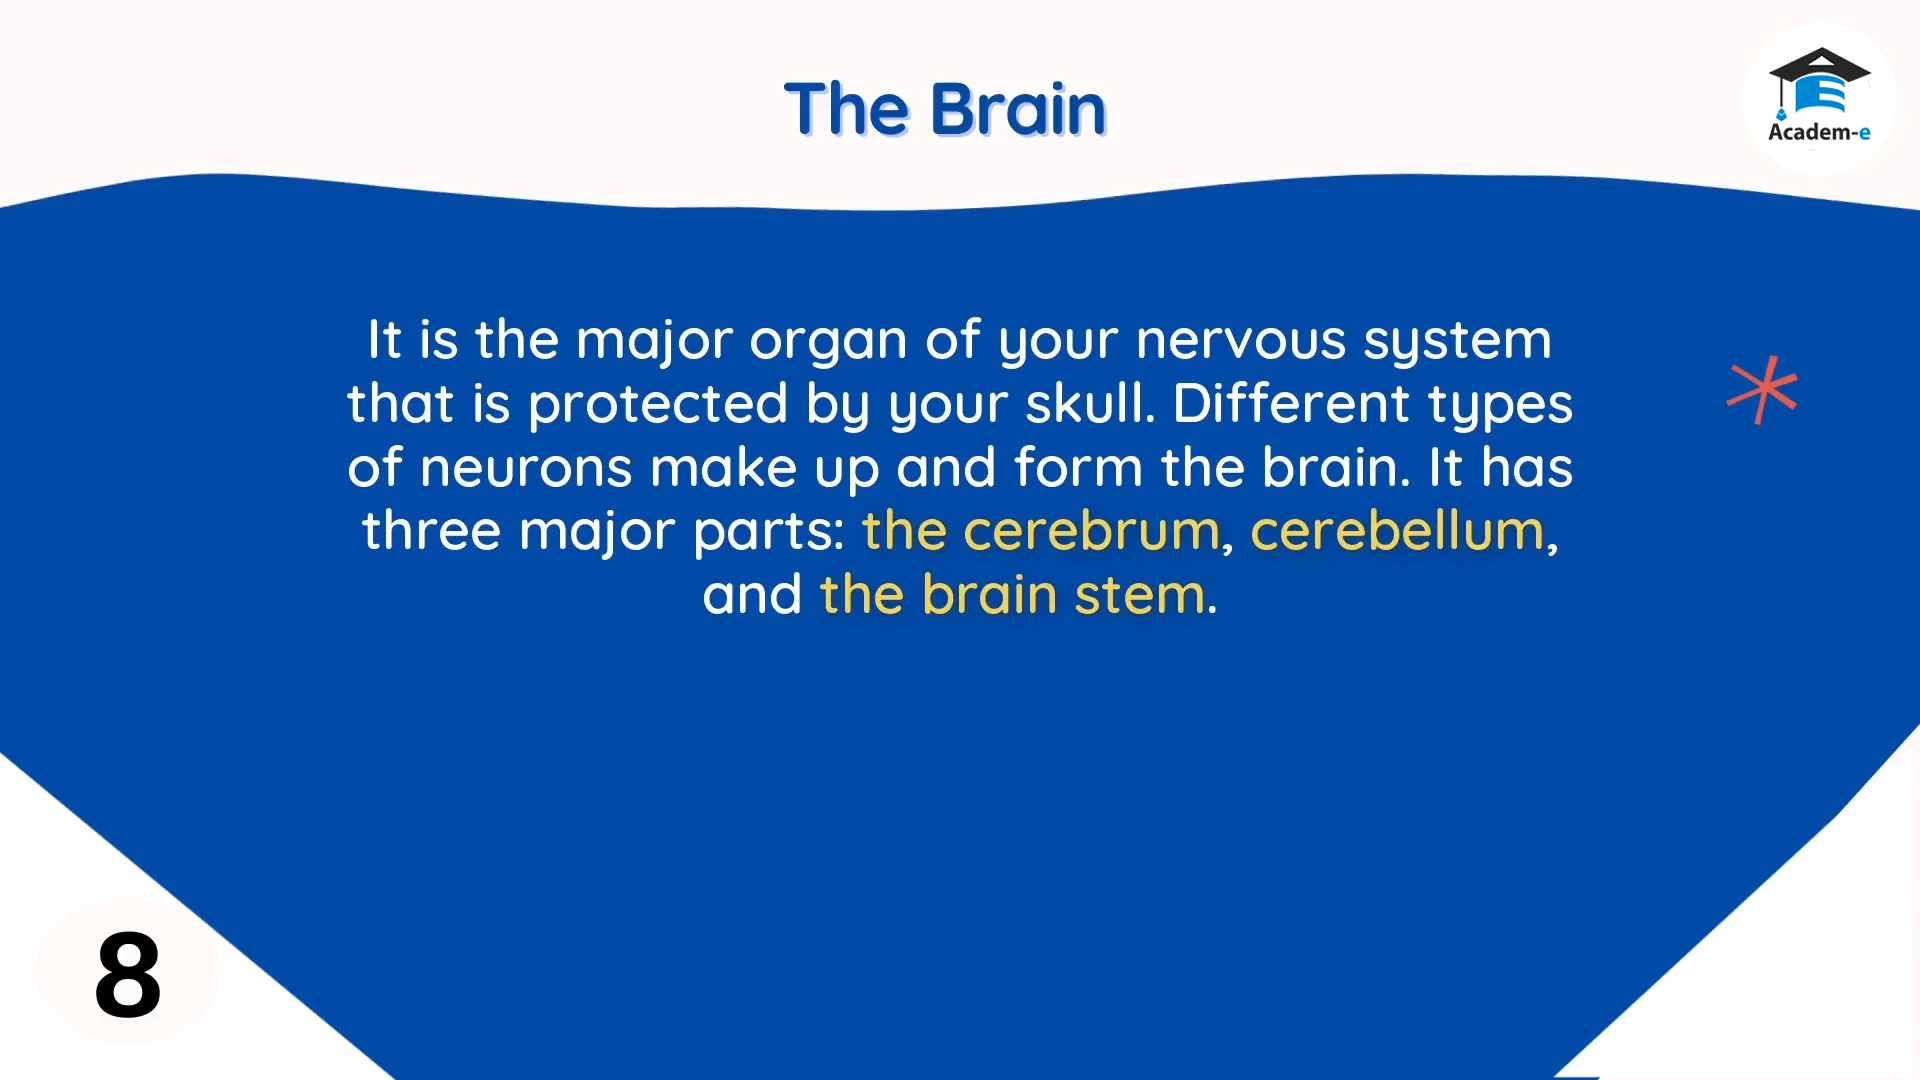 The Brain
Academ-e
It is the major organ of your nervous system
that is protected by your skull. Different types
of neurons make up and form the brain. It has
three major parts: the cerebrum, cerebellum,
and the brain stem.
8